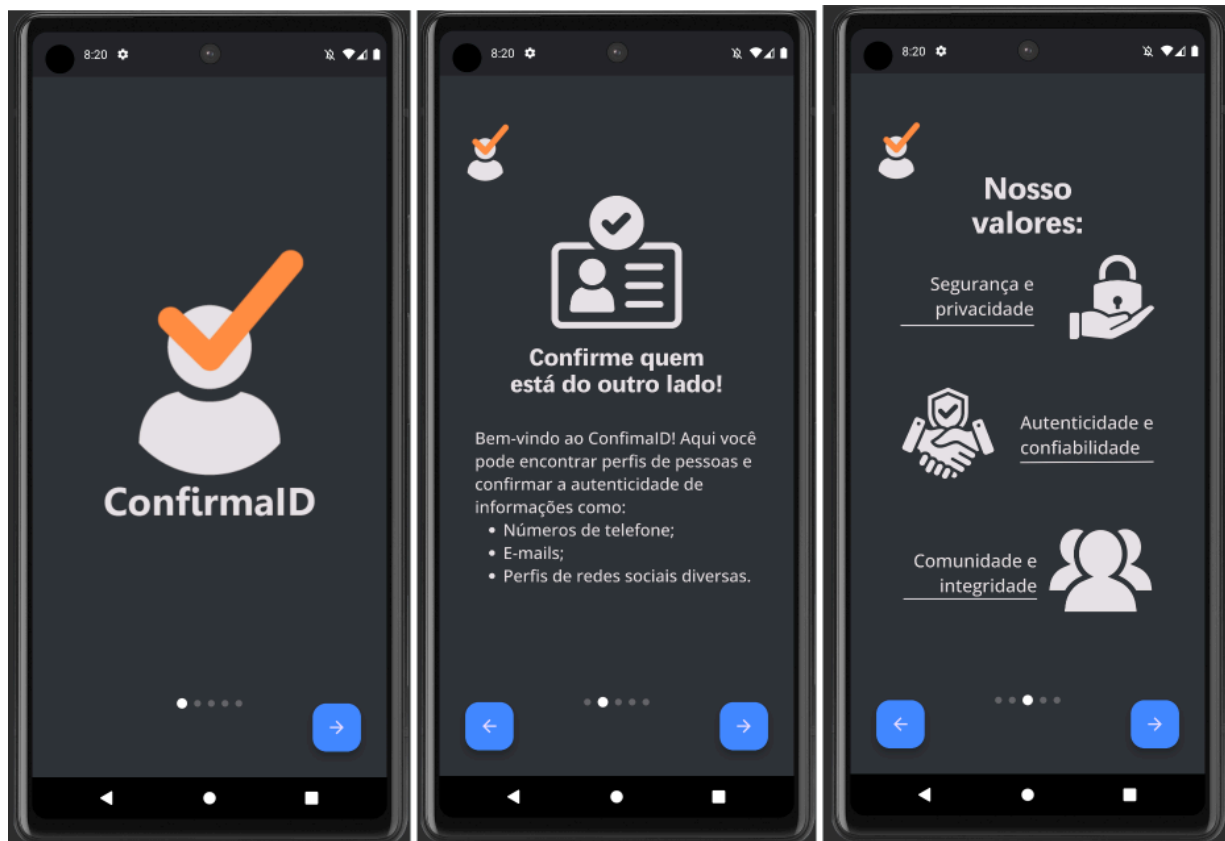 8:20
ConfirmaID
8:20
Confirme quem
está do outro lado!
Bem-vindo ao ConfimaID! Aqui você
pode encontrar perfis de pessoas e
confirmar a autenticidade de
informações como:
• Números de telefone;
• E-mails;
• Perfis de redes sociais diversas.
8:20
Nosso
valores:
Segurança e
privacidade
Autenticidade e
confiabilidade
Comunidade e
integridade